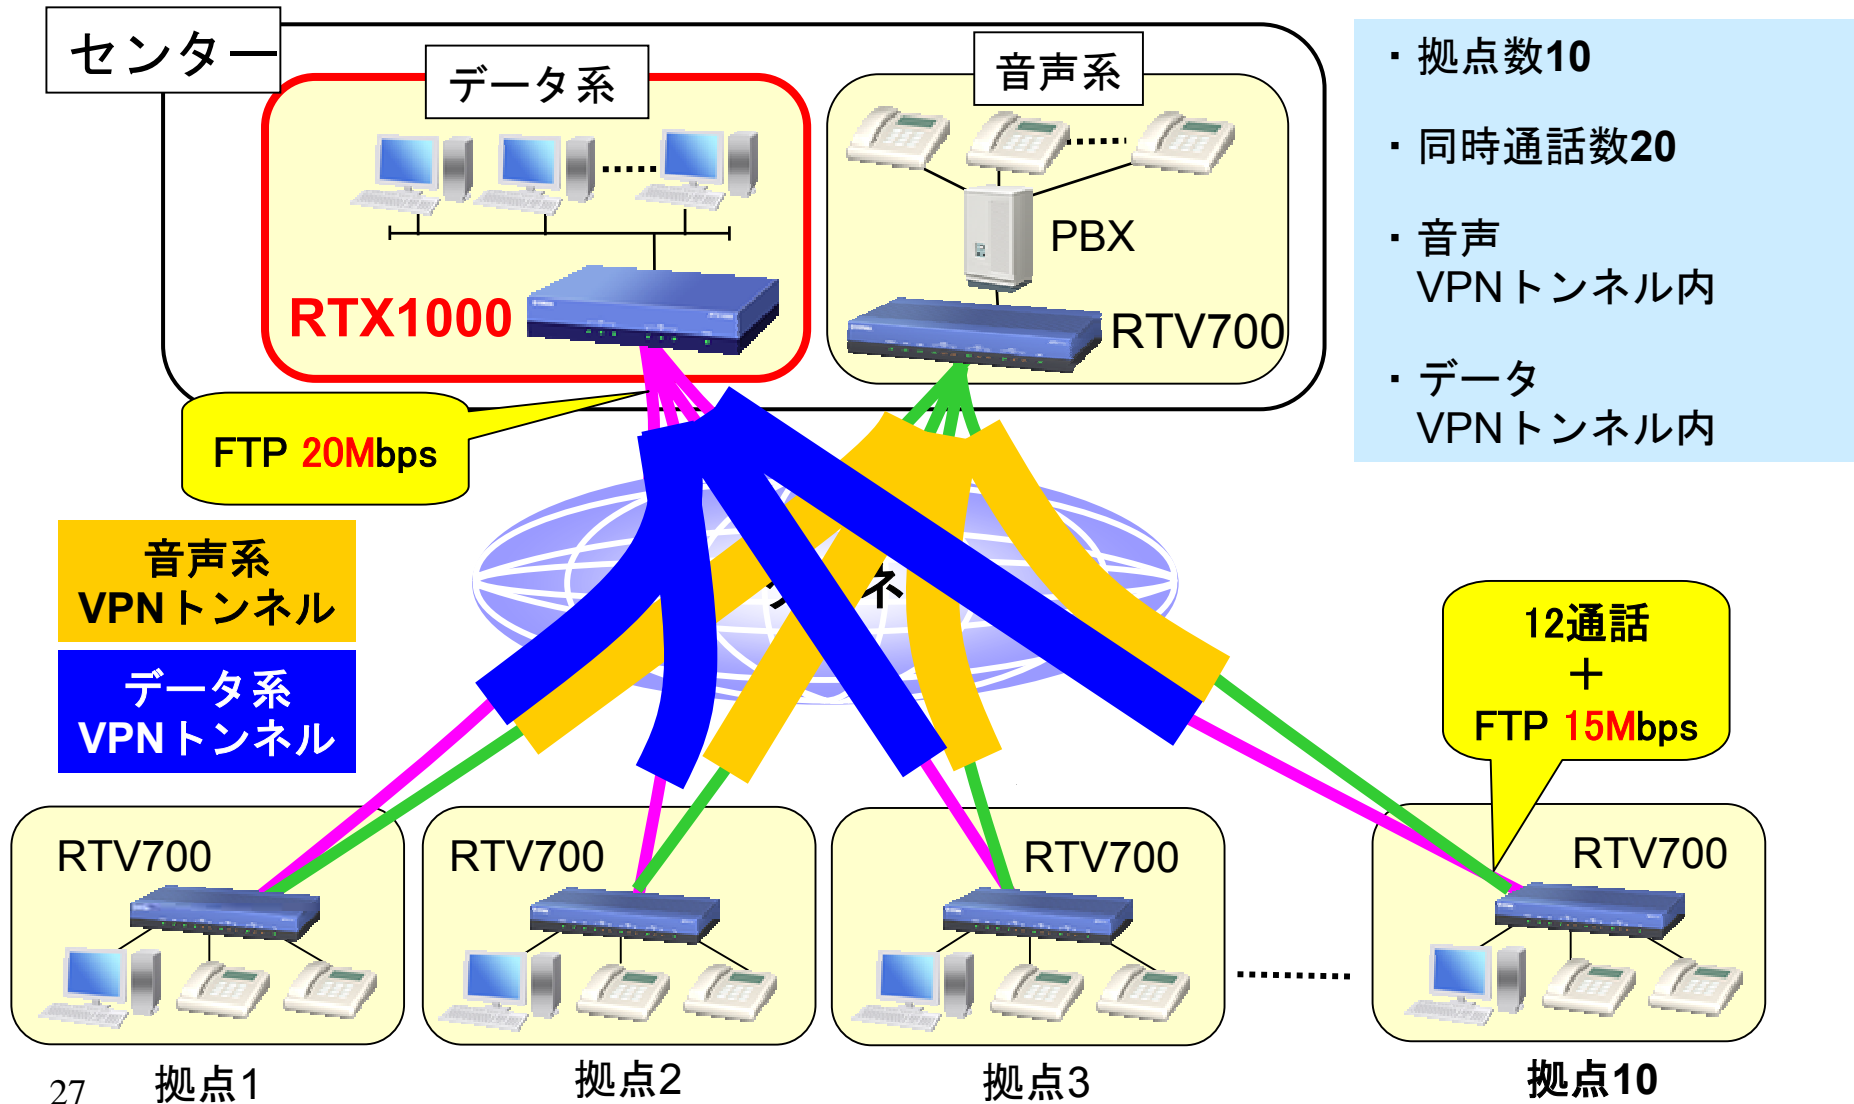 センター
データ系
音声系
・拠点数10
・同時通話数20
・音声
VPNトンネル内
・データ
VPNトンネル内
PBX
RTX1000
RTV700
FTP 20Mbps
音声系
VPNトンネル
データ系
VPNトンネル
ネ
12通話
＋
FTP 15Mbps
RTV700
RTV700
RTV700
RTV700
拠点1
拠点2
拠点3
拠点10
27